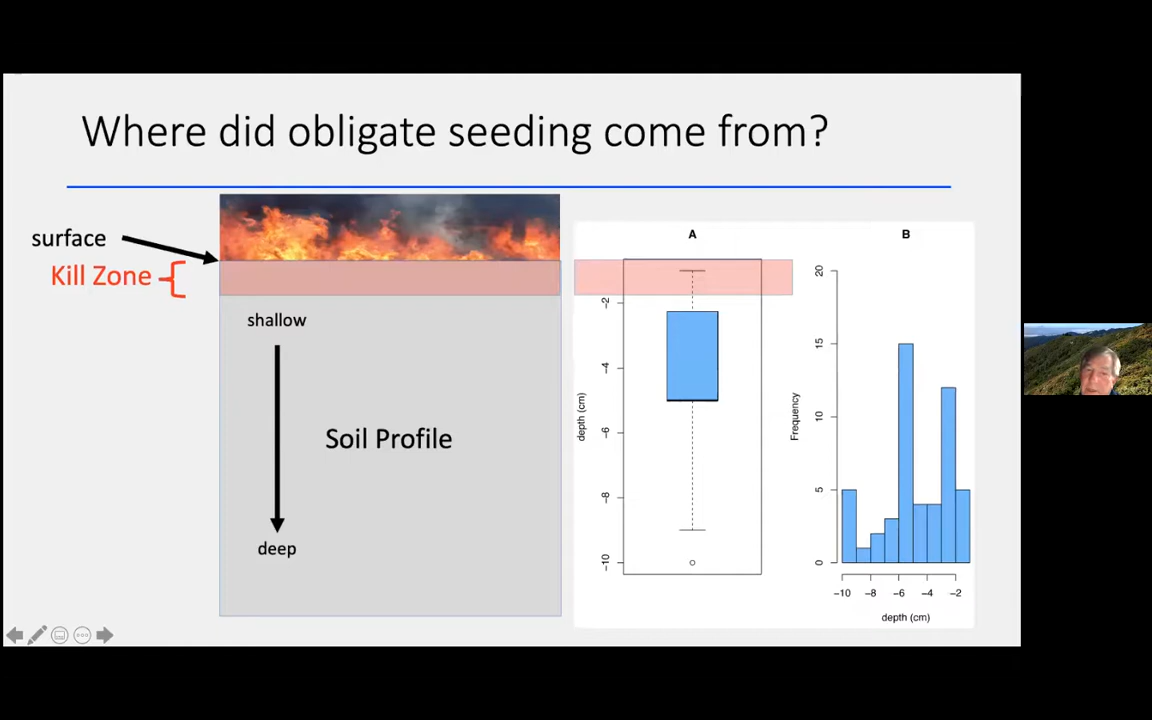 Where did obligate seeding come from?
surface
Kill Zone
shallow
Soil Profile
deep
A
depth (cm)
-2
-4
-6
-8
-10
B
Frequency
20
15
10
5
0
-10 -8 -6 -4 -2
depth (cm)